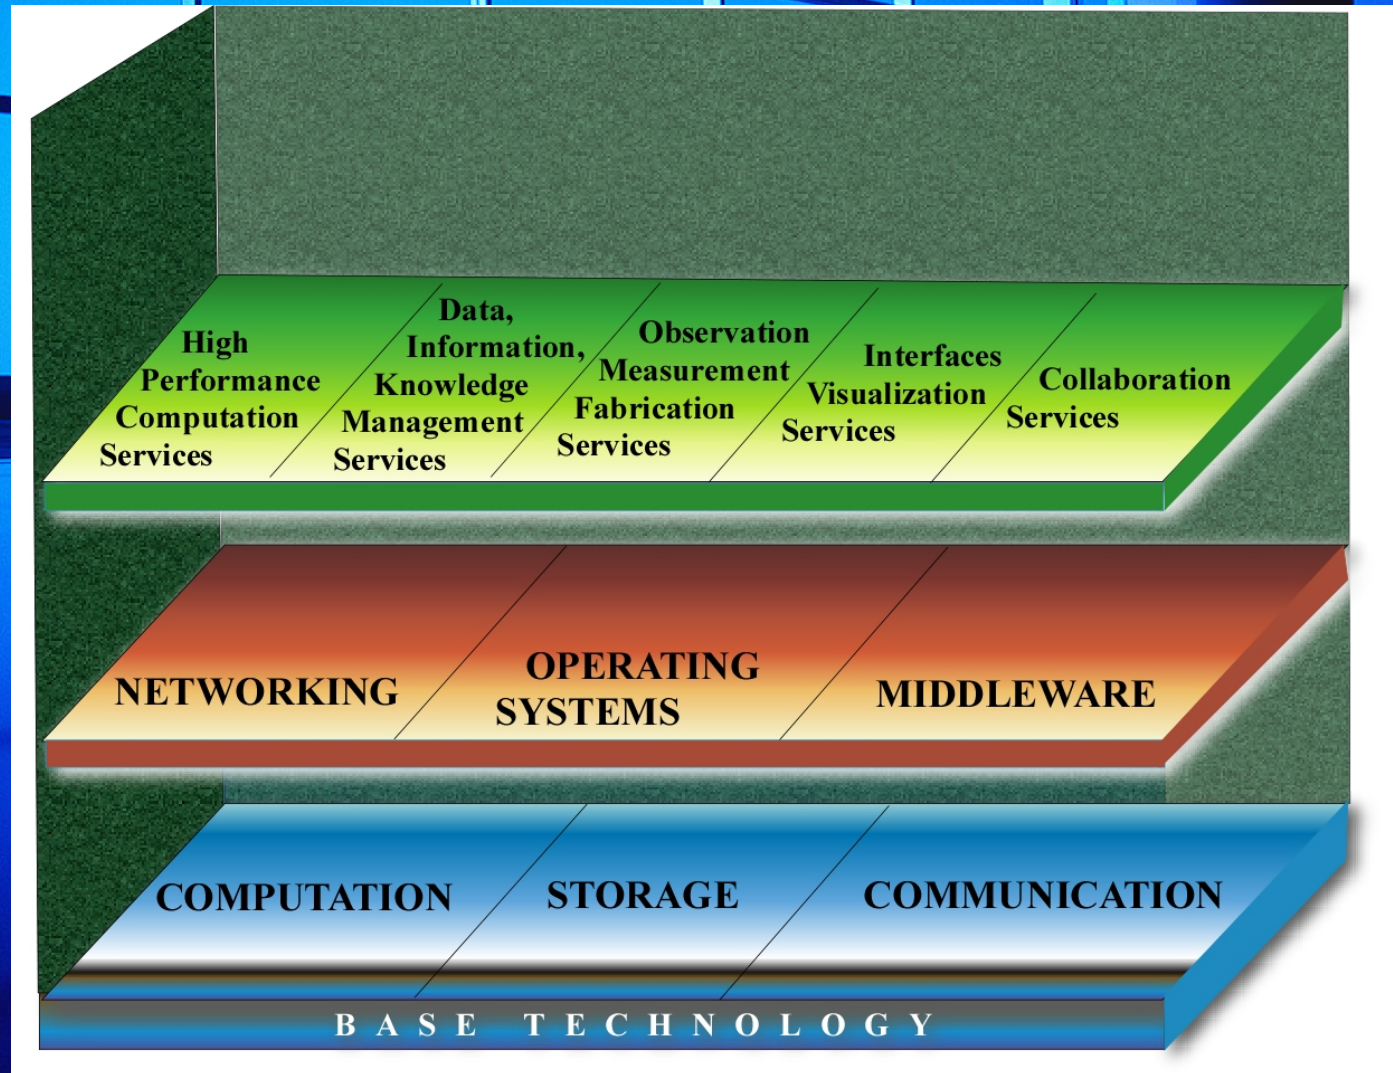 High
Performance
Computation
Services
Data,
Information,
Knowledge
Management
Services
Observation
Measurement
Fabrication
Services
Interfaces
Visualization
Services
Collaboration
Services
NETWORKING
OPERATING
SYSTEMS
MIDDLEWARE
COMPUTATION
STORAGE
COMMUNICATION
BASE TECHNOLOGY